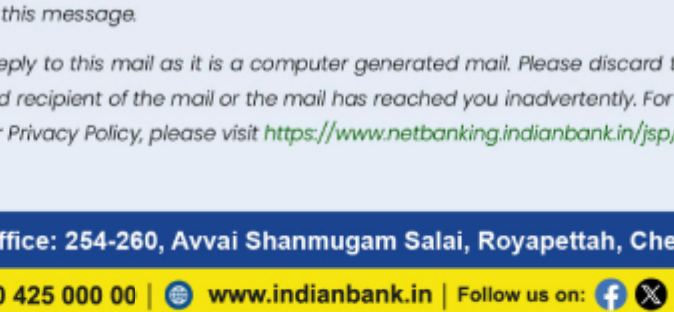 this message.
eply to this mail as it is a computer generated mail. Please discard t
d recipient of the mail or the mail has reached you inadvertently. For
r Privacy Policy, please visit https://www.netbanking.indianbank.in/jsp/
ffice: 254-260, Avvai Shanmugam Salai, Royapettah, Che
0 425 000 00 | www.indianbank.in | Follow us on: